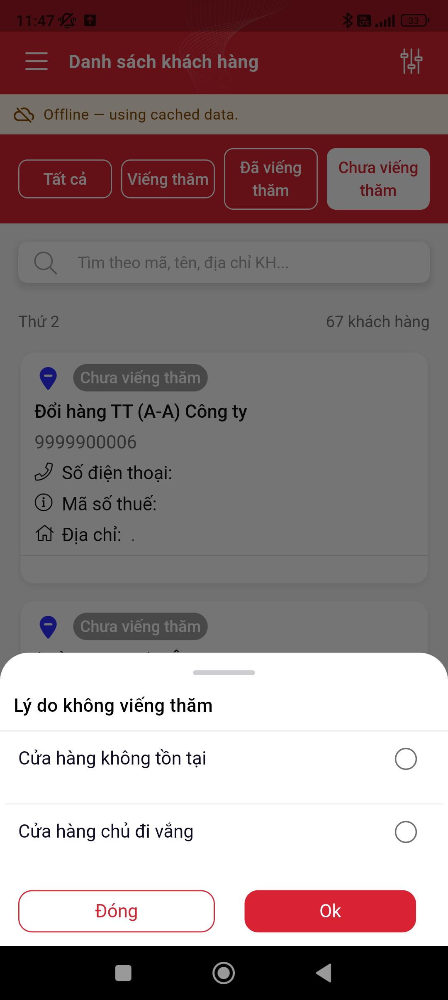 11:47
Vo LTE
33
Danh sách khách hàng
Offline — using cached data.
Tất cả
Viếng thăm
Đã viếng
thăm
Chưa viếng
thăm
Tìm theo mã, tên, địa chỉ KH...
Thứ 2
67 khách hàng
Chưa viếng thăm
Đổi hàng TT (A-A) Công ty
9999900006
Số điện thoại:
Mã số thuế:
Địa chỉ: .
Chưa viếng thăm
Lý do không viếng thăm
Cửa hàng không tồn tại
Cửa hàng chủ đi vắng
Đóng
Ok